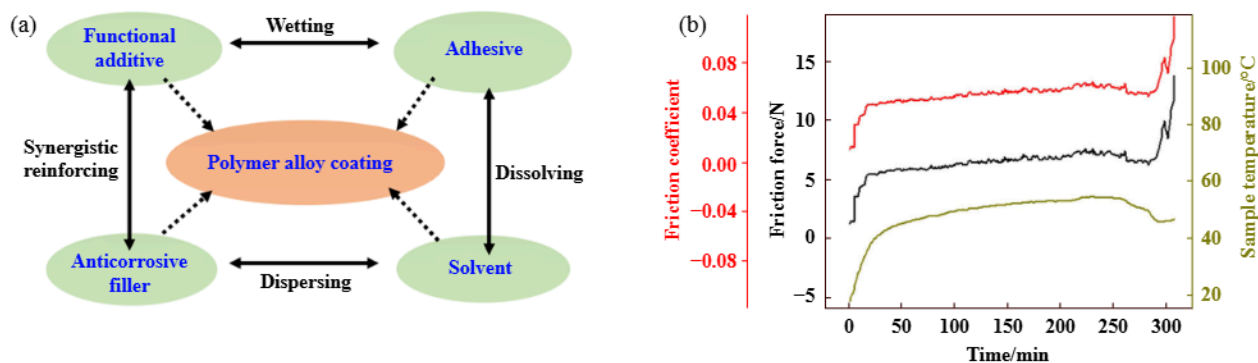 (a)
Functional
additive
Wetting
Adhesive
Synergistic
reinforcing
Polymer alloy coating
Dissolving
Anticorrosive
filler
Dispersing
Solvent
(b)
Friction coefficient
0.08
0.04
0.00
−0.04
−0.08
Friction force/N
15
10
5
0
−5
Sample temperature/°C
100
80
60
40
20
0 50 100 150 200 250 300
Time/min